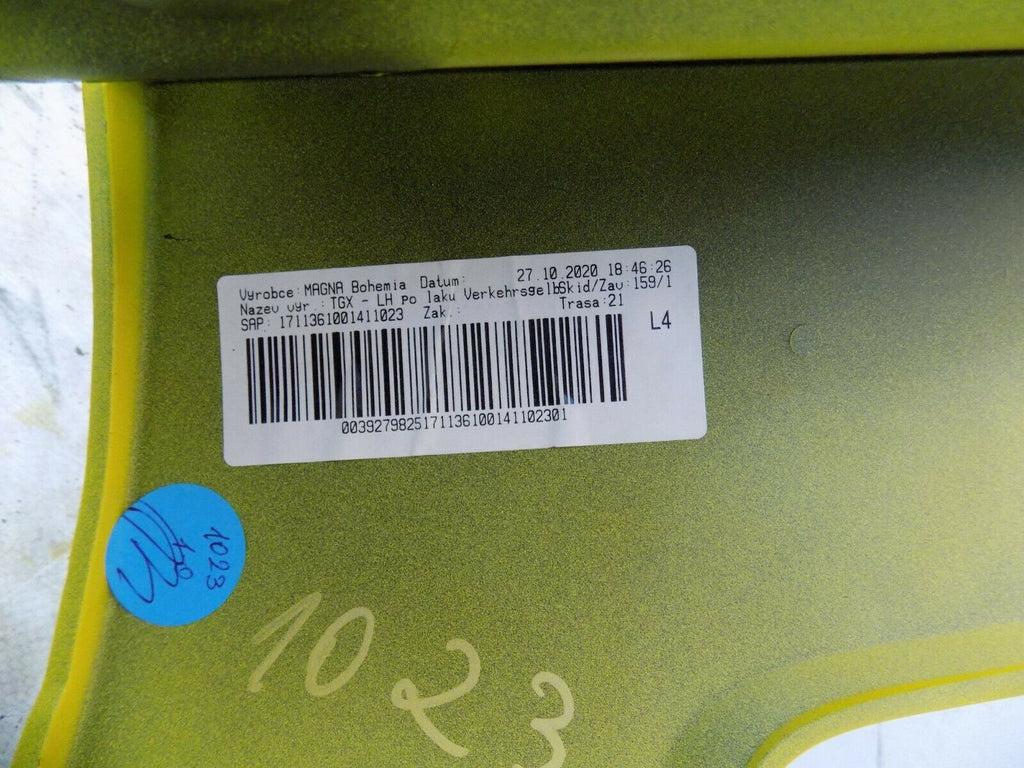 Vyrobce: MAGNA Bohemia Datum: 27.10.2020 18:46:26
Nazev vyr.: TGX - LH po laku Verkehrsgelb Skid/Zav: 159/1
SAP: 1711361001411023 Zak.: Trasa: 21
L4
0039279825171136100141102301
1023
1023